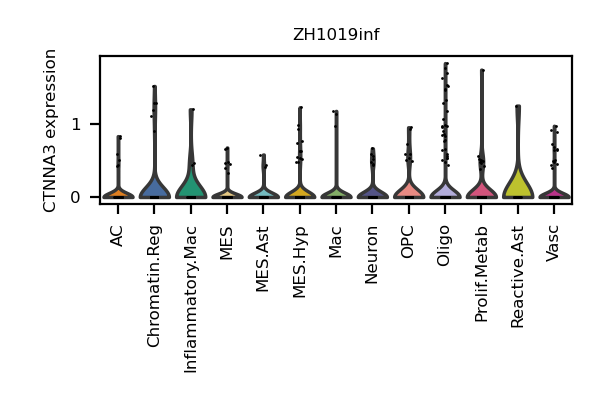 ZH1019inf
CTNNA3 expression
1
0
AC
Chromatin.Reg
Inflammatory.Mac
MES
MES.Ast
MES.Hyp
Mac
Neuron
OPC
Oligo
Prolif.Metab
Reactive.Ast
Vasc